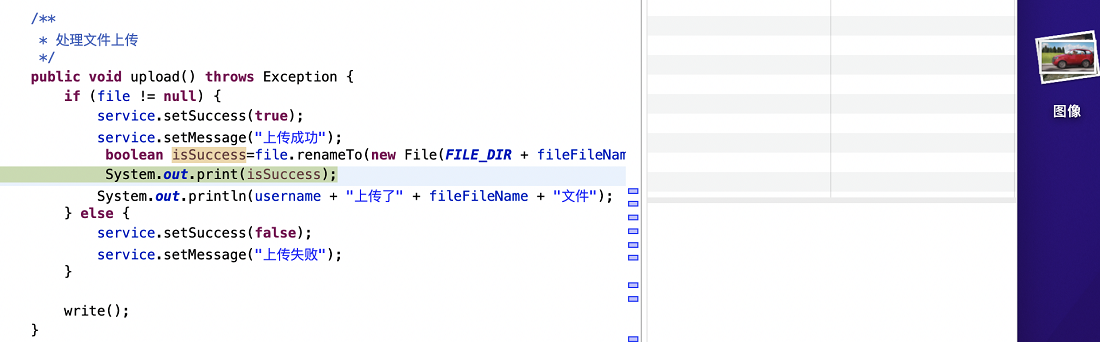 /**
 * 处理文件上传
 */
public void upload() throws Exception {
    if (file != null) {
        service.setSuccess(true);
        service.setMessage("上传成功");
         boolean isSuccess=file.renameTo(new File(FILE_DIR + fileFileNam
         System.out.print(isSuccess);
        System.out.println(username + "上传了" + fileFileName + "文件");
    } else {
        service.setSuccess(false);
        service.setMessage("上传失败");
    }
    write();
}
图像